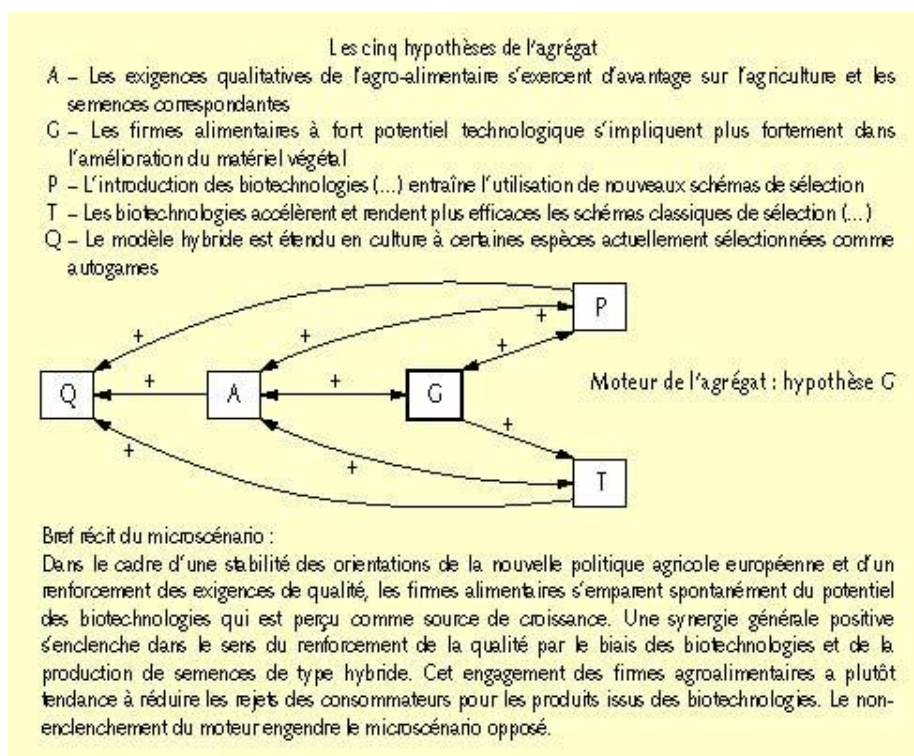 Les cinq hypothèses de l'agrégat
A – Les exigences qualitatives de l'agro-alimentaire s'exercent d'avantage sur l'agriculture et les
semences correspondantes
G – Les firmes alimentaires à fort potentiel technologique s'impliquent plus fortement dans
l'amélioration du matériel végétal
P – L'introduction des biotechnologies (...) entraîne l'utilisation de nouveaux schémas de sélection
T – Les biotechnologies accélèrent et rendent plus efficaces les schémas classiques de sélection (...)
Q – Le modèle hybride est étendu en culture à certaines espèces actuellement sélectionnées comme
autogames
P
+
+
+
+
+
+
Q
A
G
Moteur de l'agrégat : hypothèse G
+
+
+
T
Bref récit du microscénario :
Dans le cadre d'une stabilité des orientations de la nouvelle politique agricole européenne et d'un
renforcement des exigences de qualité, les firmes alimentaires s'emparent spontanément du potentiel
des biotechnologies qui est perçu comme source de croissance. Une synergie générale positive
s'enclenche dans le sens du renforcement de la qualité par le biais des biotechnologies et de la
production de semences de type hybride. Cet engagement des firmes agroalimentaires a plutôt
tendance à réduire les rejets des consommateurs pour les produits issus des biotechnologies. Le non-
enclenchement du moteur engendre le microscénario opposé.